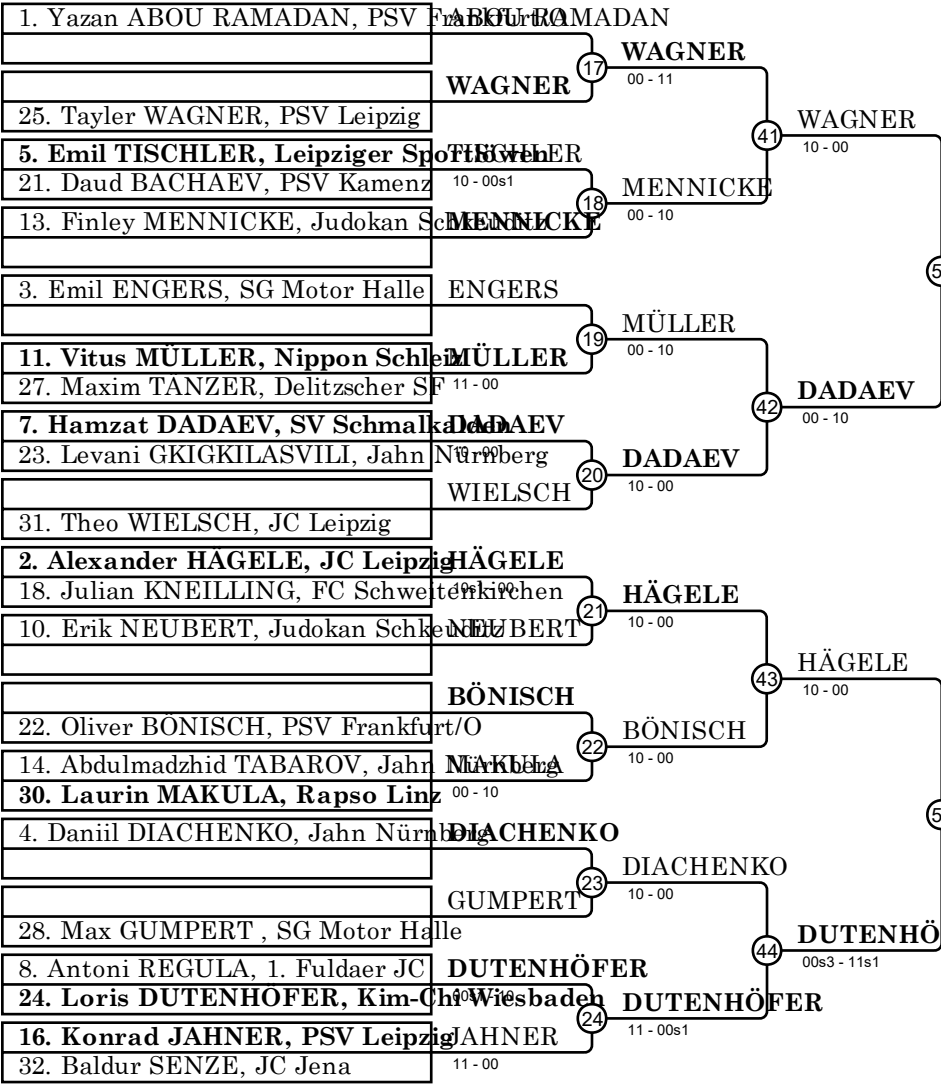 1. Yazan ABOU RAMADAN, PSV Frankfurt/O
ABOU RAMADAN
17
WAGNER
00 - 11
WAGNER
25. Tayler WAGNER, PSV Leipzig
41
WAGNER
10 - 00
5. Emil TISCHLER, Leipziger Sportlöwen
TISCHLER
21. Daud BACHAEV, PSV Kamenz
10 - 00s1
18
MENNICKE
00 - 10
13. Finley MENNICKE, Judokan Schkeuditz
MENNICKE
5
3. Emil ENGERS, SG Motor Halle
ENGERS
19
MÜLLER
00 - 10
11. Vitus MÜLLER, Nippon Schleiz
MÜLLER
27. Maxim TÄNZER, Delitzscher SF
11 - 00
42
DADAEV
00 - 10
7. Hamzat DADAEV, SV Schmalkalden
DADAEV
23. Levani GKIGKILASVILI, Jahn Nürnberg
10 - 00
20
DADAEV
10 - 00
WIELSCH
31. Theo WIELSCH, JC Leipzig
2. Alexander HÄGELE, JC Leipzig
HÄGELE
18. Julian KNEILLING, FC Schweitenkirchen
10s1 - 00
21
HÄGELE
10 - 00
10. Erik NEUBERT, Judokan Schkeuditz
NEUBERT
43
HÄGELE
10 - 00
BÖNISCH
22. Oliver BÖNISCH, PSV Frankfurt/O
22
BÖNISCH
10 - 00
14. Abdulmadzhid TABAROV, Jahn Nürnberg
MAKULA
30. Laurin MAKULA, Rapso Linz
00 - 10
5
4. Daniil DIACHENKO, Jahn Nürnberg
DIACHENKO
23
DIACHENKO
10 - 00
GUMPERT
28. Max GUMPERT , SG Motor Halle
44
DUTENHÖ
00s3 - 11s1
8. Antoni REGULA, 1. Fuldaer JC
DUTENHÖFER
24. Loris DUTENHÖFER, Kim-Chi Wiesbaden
00s1 - 10
24
DUTENHÖFER
11 - 00s1
16. Konrad JAHNER, PSV Leipzig
JAHNER
32. Baldur SENZE, JC Jena
11 - 00